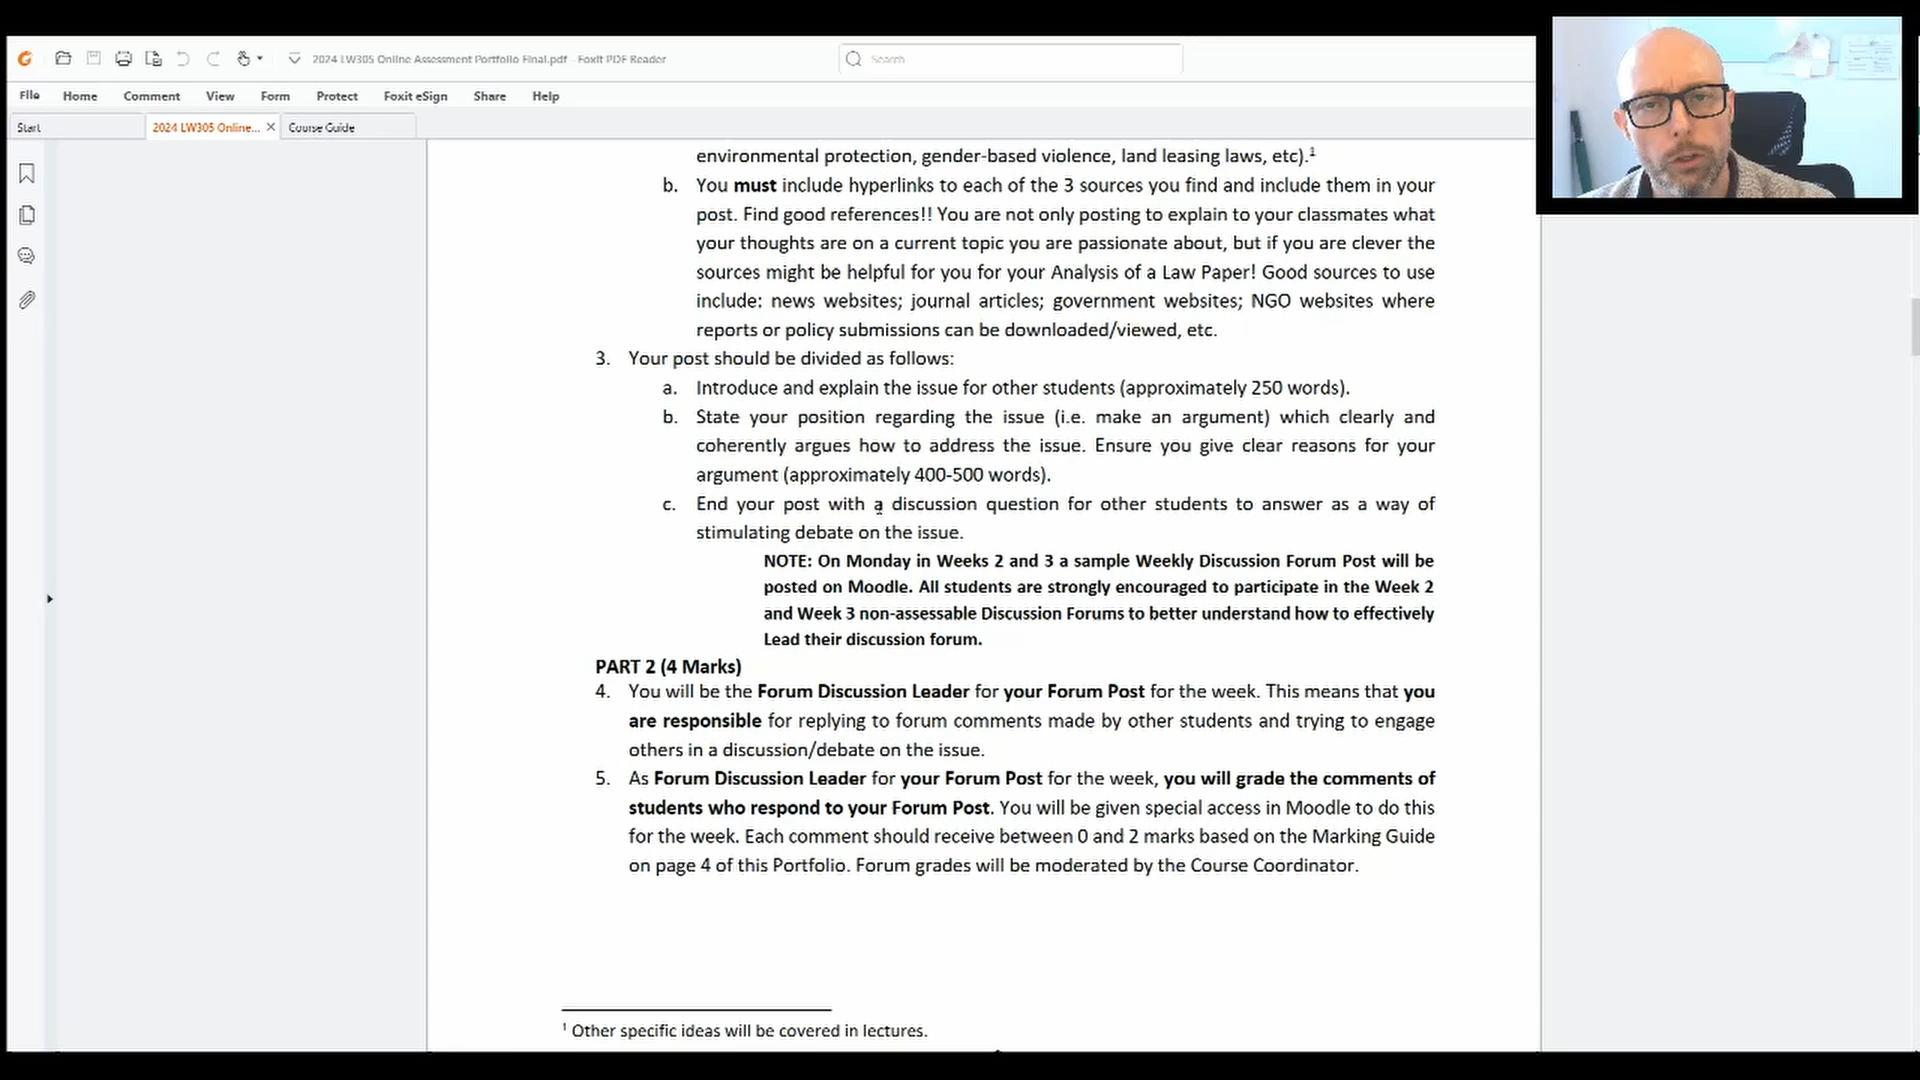 2024 LW305 Online Assessment Portfolio Final.pdf - Foxit PDF Reader
Search
File Home Comment View Form Protect Foxit eSign Share Help
Start 2024 LW305 Online... Course Guide
environmental protection, gender-based violence, land leasing laws, etc).1
b. You must include hyperlinks to each of the 3 sources you find and include them in your
post. Find good references!! You are not only posting to explain to your classmates what
your thoughts are on a current topic you are passionate about, but if you are clever the
sources might be helpful for you for your Analysis of a Law Paper! Good sources to use
include: news websites; journal articles; government websites; NGO websites where
reports or policy submissions can be downloaded/viewed, etc.
3. Your post should be divided as follows:
a. Introduce and explain the issue for other students (approximately 250 words).
b. State your position regarding the issue (i.e. make an argument) which clearly and
coherently argues how to address the issue. Ensure you give clear reasons for your
argument (approximately 400-500 words).
c. End your post with a discussion question for other students to answer as a way of
stimulating debate on the issue.
NOTE: On Monday in Weeks 2 and 3 a sample Weekly Discussion Forum Post will be
posted on Moodle. All students are strongly encouraged to participate in the Week 2
and Week 3 non-assessable Discussion Forums to better understand how to effectively
Lead their discussion forum.
PART 2 (4 Marks)
4. You will be the Forum Discussion Leader for your Forum Post for the week. This means that you
are responsible for replying to forum comments made by other students and trying to engage
others in a discussion/debate on the issue.
5. As Forum Discussion Leader for your Forum Post for the week, you will grade the comments of
students who respond to your Forum Post. You will be given special access in Moodle to do this
for the week. Each comment should receive between 0 and 2 marks based on the Marking Guide
on page 4 of this Portfolio. Forum grades will be moderated by the Course Coordinator.
1 Other specific ideas will be covered in lectures.